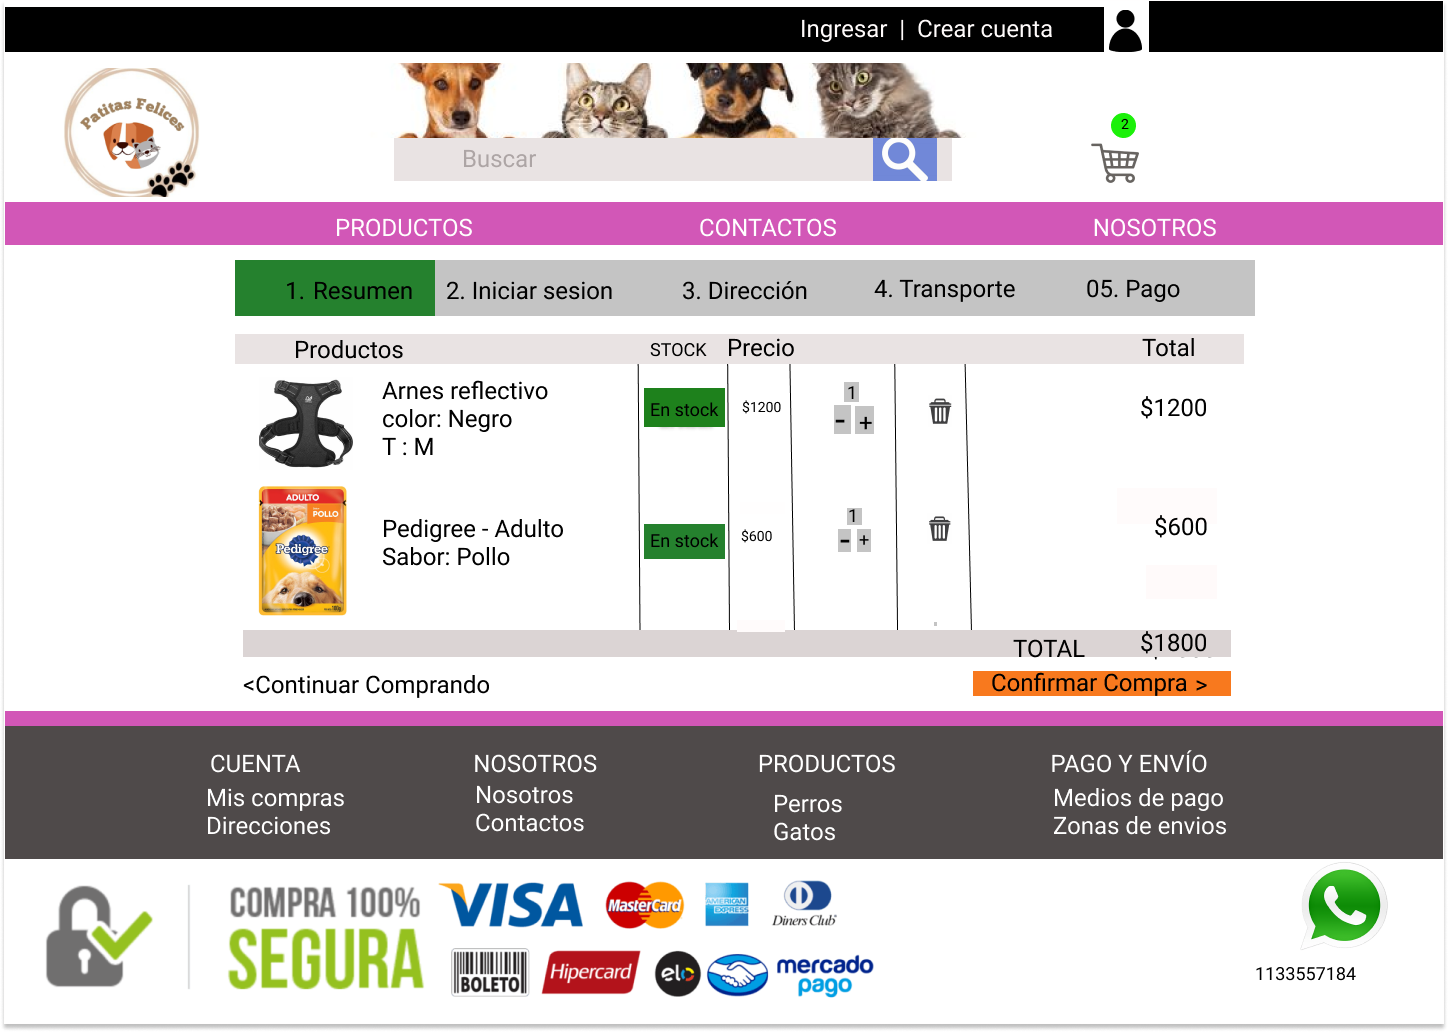 Ingresar | Crear cuenta
Patitas Felices
2
Buscar
PRODUCTOS CONTACTOS NOSOTROS
1. Resumen 2. Iniciar sesion 3. Dirección 4. Transporte 05. Pago
Productos STOCK Precio Total
Arnes reflectivo
color: Negro
T : M
En stock $1200 1 $1200
- +
ADULTO
POLLO
Pedigree
Pedigree - Adulto
Sabor: Pollo
En stock $600 1 $600
- +
TOTAL $1800
<Continuar Comprando Confirmar Compra >
CUENTA
Mis compras
Direcciones
NOSOTROS
Nosotros
Contactos
PRODUCTOS
Perros
Gatos
PAGO Y ENVÍO
Medios de pago
Zonas de envios
COMPRA 100%
SEGURA
VISA MasterCard AMERICAN EXPRESS Diners Club
BOLETO Hipercard elo mercado pago
1133557184